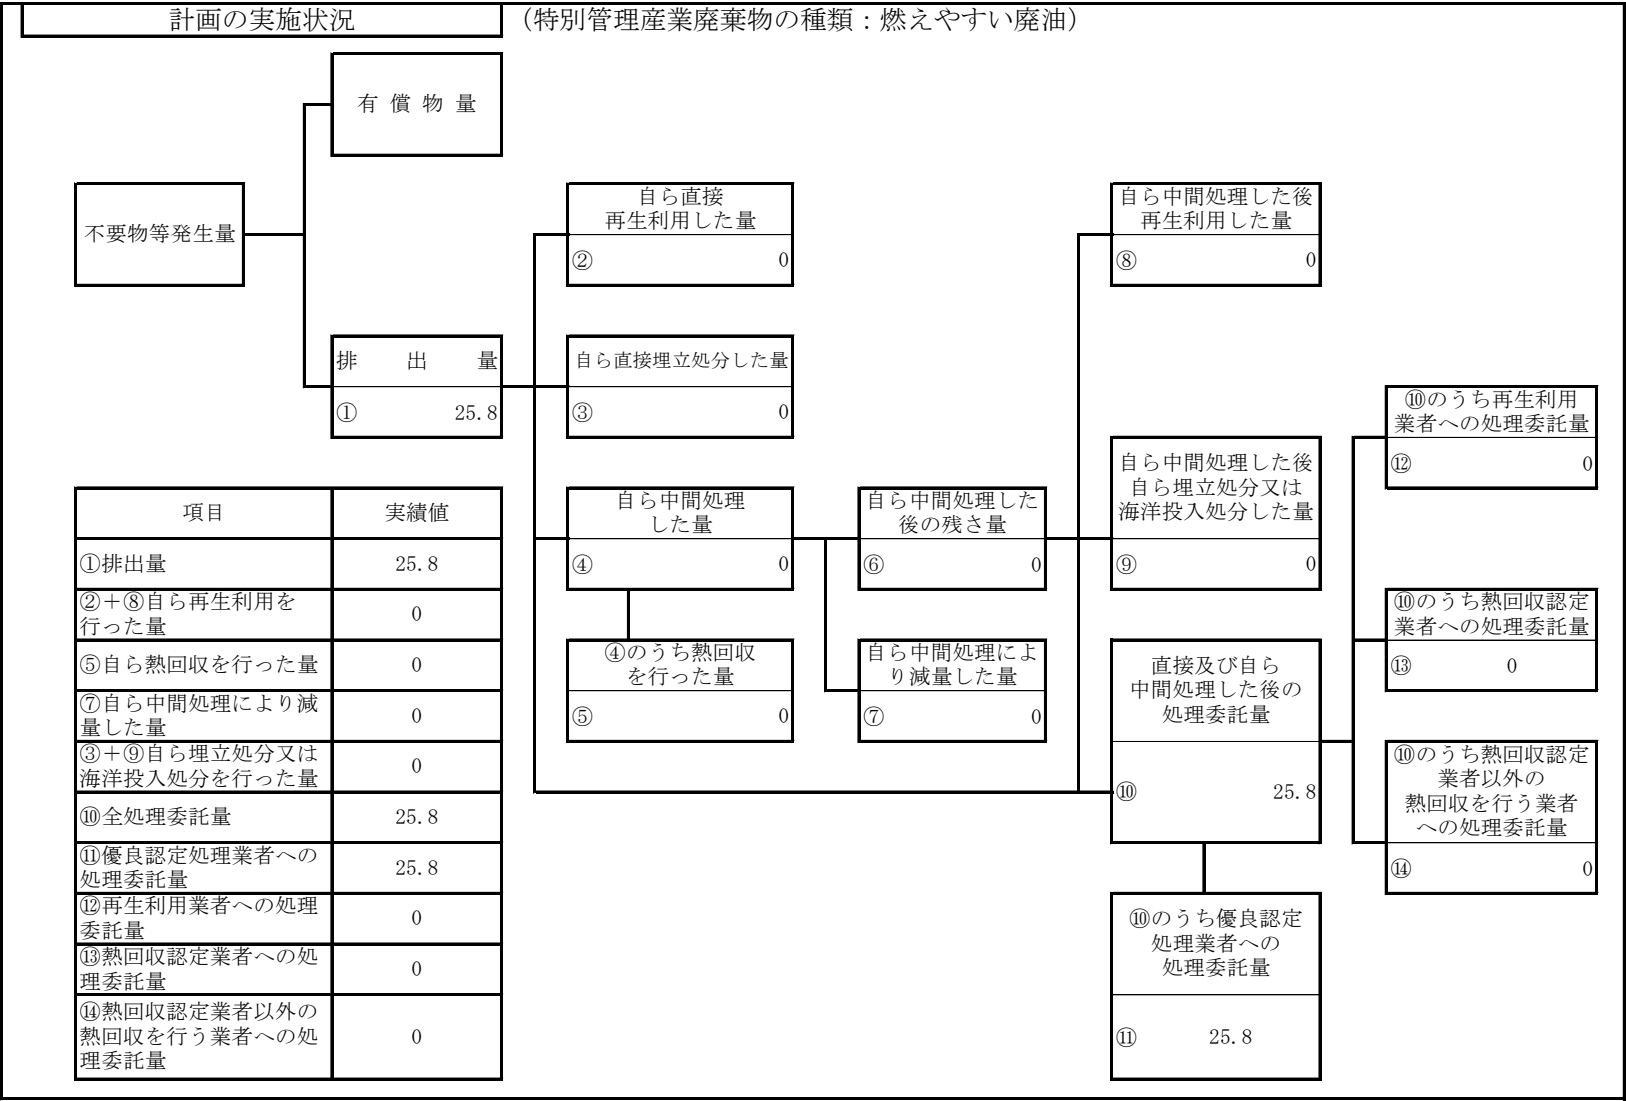 計画の実施状況
（特別管理産業廃棄物の種類：燃えやすい廃油）
有償物量
不要物等発生量
排出量
① 25.8
自ら直接
再生利用した量
② 0
自ら直接埋立処分した量
③ 0
自ら中間処理
した量
④ 0
④のうち熱回収
を行った量
⑤ 0
自ら中間処理した
後の残さ量
⑥ 0
自ら中間処理によ
り減量した量
⑦ 0
自ら中間処理した後
再生利用した量
⑧ 0
自ら中間処理した後
自ら埋立処分又は
海洋投入処分した量
⑨ 0
直接及び自ら
中間処理した後の
処理委託量
⑩ 25.8
⑩のうち優良認定
処理業者への
処理委託量
⑪ 25.8
⑩のうち再生利用
業者への処理委託量
⑫ 0
⑩のうち熱回収認定
業者への処理委託量
⑬ 0
⑩のうち熱回収認定
業者以外の
熱回収を行う業者
への処理委託量
⑭ 0
項目 実績値
①排出量 25.8
②＋⑧自ら再生利用を
行った量 0
⑤自ら熱回収を行った量 0
⑦自ら中間処理により減
量した量 0
③＋⑨自ら埋立処分又は
海洋投入処分を行った量 0
⑩全処理委託量 25.8
⑪優良認定処理業者への
処理委託量 25.8
⑫再生利用業者への処理
委託量 0
⑬熱回収認定業者への処
理委託量 0
⑭熱回収認定業者以外の
熱回収を行う業者への処
理委託量 0